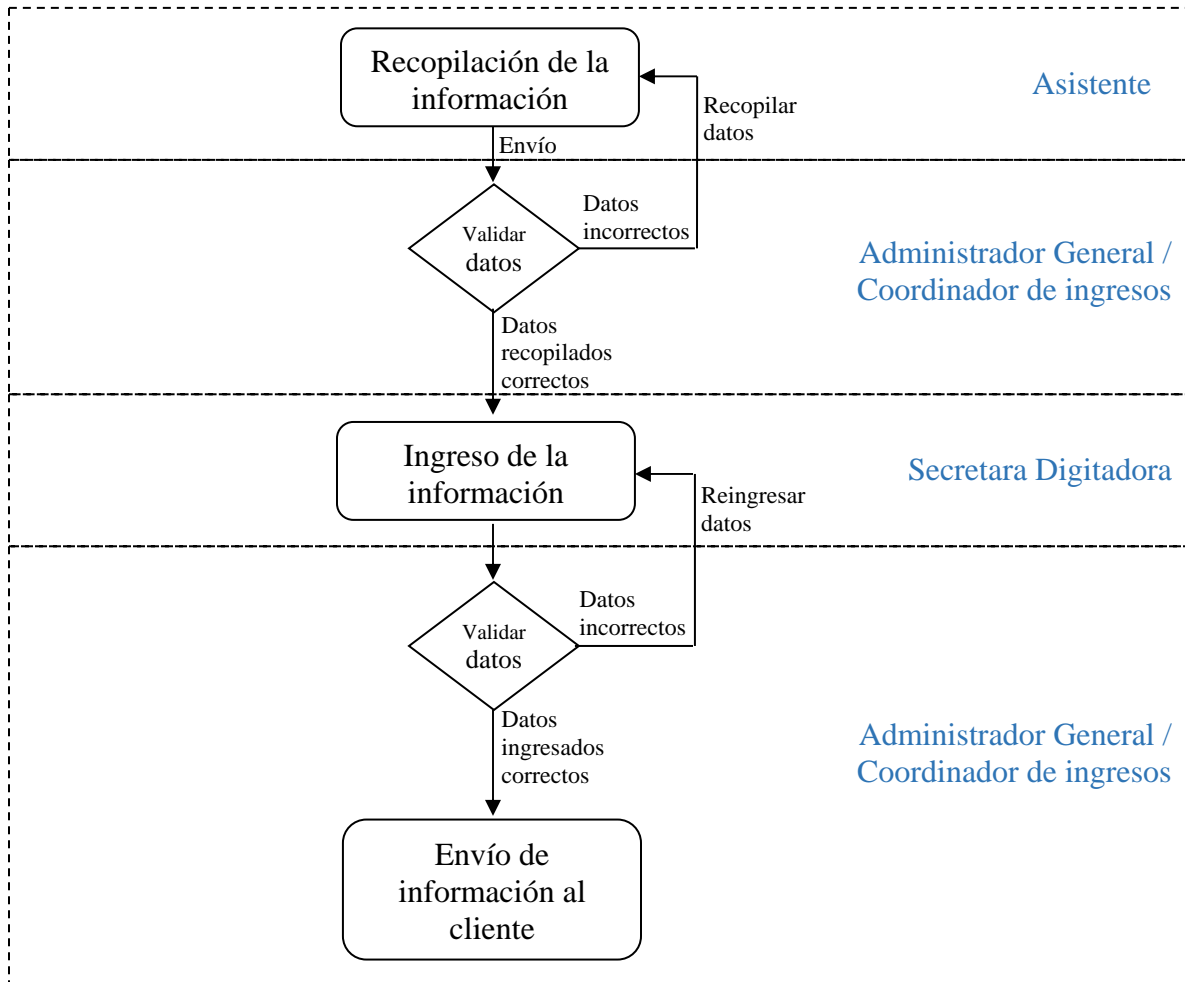 Recopilación de la
información
Asistente
Recopilar
datos
Envío
Datos
incorrectos
Validar
datos
Administrador General /
Coordinador de ingresos
Datos
recopilados
correctos
Ingreso de la
información
Secretara Digitadora
Reingresar
datos
Datos
incorrectos
Validar
datos
Datos
ingresados
correctos
Administrador General /
Coordinador de ingresos
Envío de
información al
cliente